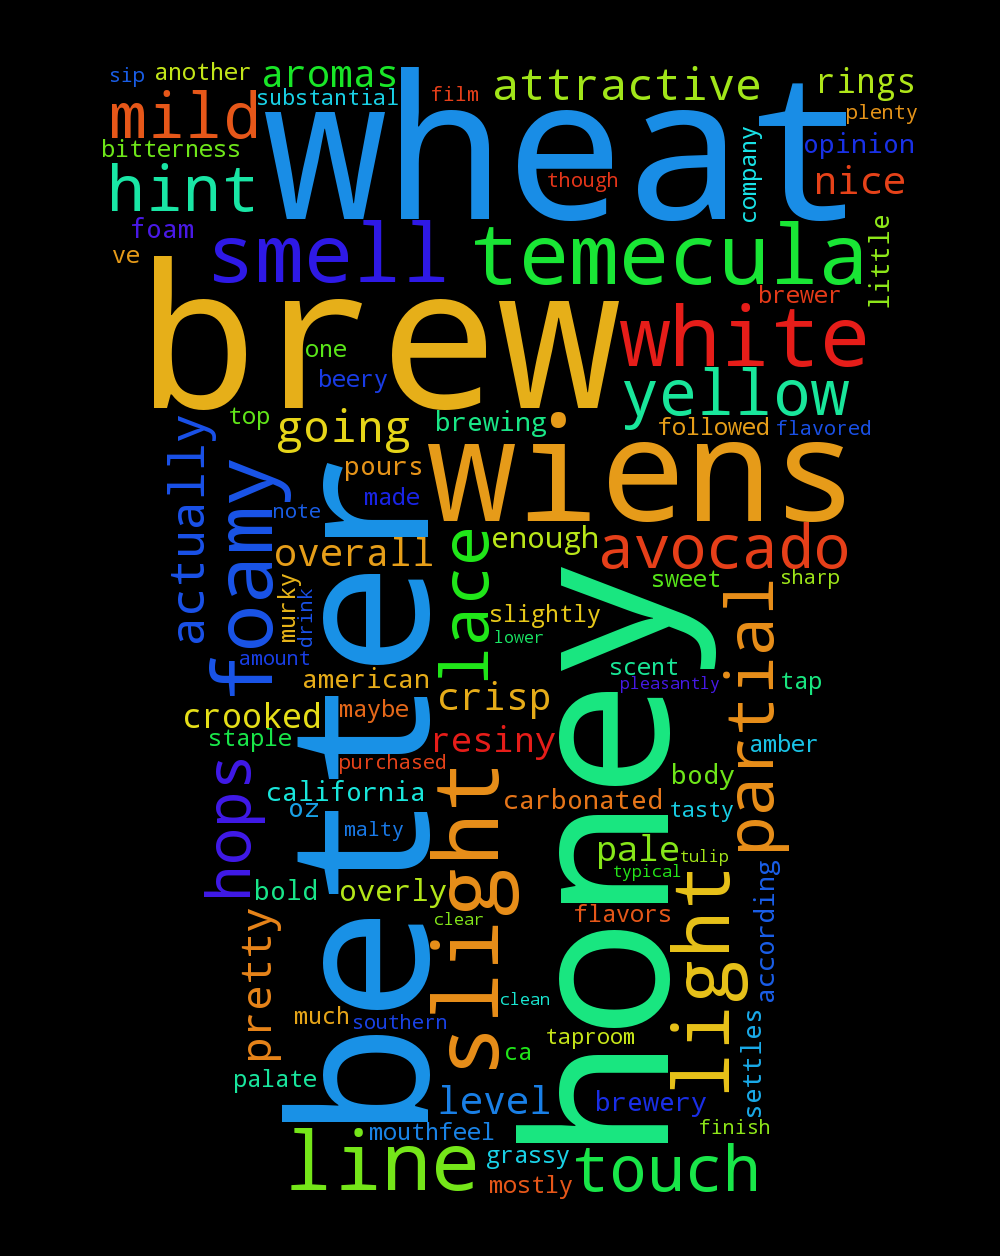 sip
another
aromas
substantial
film
attractive
rings
mild
wheat
plenty
bitterness
though
company
opinion
hint
nice
foam
smell
temecula
little
ve
brew
brewer
white
one
beery
yellow
top
going
brewing
followed
flavored
actually
foamy
pours
wiens
made
note
better
overall
lace
enough
avocado
murky
drink
slightly
honey
sweet
sharp
lower
partial
amount
american
scent
pleasantly
tap
crooked
maybe
crisp
staple
resiny
amber
hops
purchased
slight
body
california
oz
carbonated
tasty
malty
pale
tulip
typical
light
bold
overly
according
pretty
clear
flavors
much
southern
clean
taproom
settles
palate
ca
level
brewery
mouthfeel
finish
line
grassy
touch
mostly